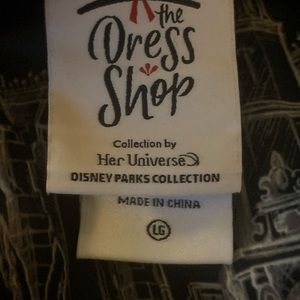 the
Dress
Shop
Collection by
Her Universe
DISNEY PARKS COLLECTION
MADE IN CHINA
LG